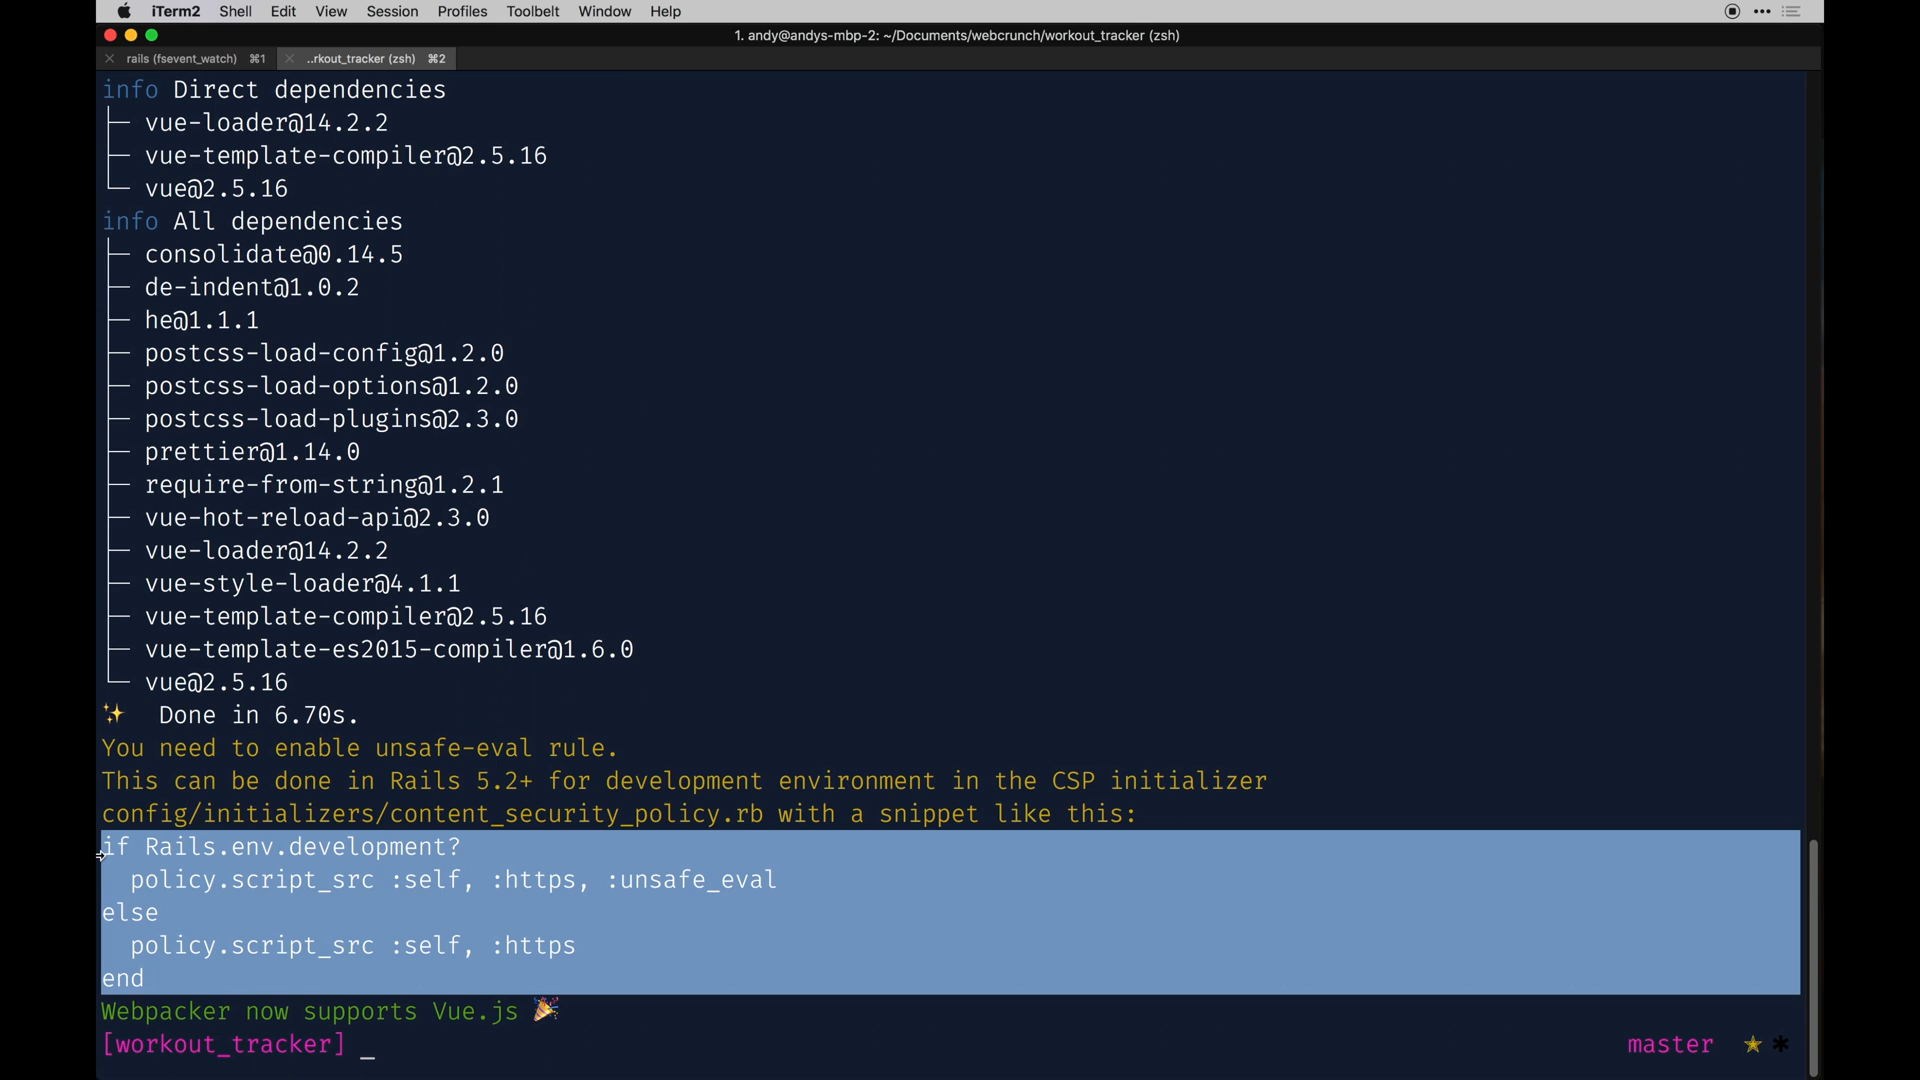 iTerm2 Shell Edit View Session Profiles Toolbelt Window Help
1. andy@andys-mbp-2: ~/Documents/webcrunch/workout_tracker (zsh)
rails (fsevent_watch) ⌘1 ..rkout_tracker (zsh) ⌘2
info Direct dependencies
├─ vue-loader@14.2.2
├─ vue-template-compiler@2.5.16
└─ vue@2.5.16
info All dependencies
├─ consolidate@0.14.5
├─ de-indent@1.0.2
├─ he@1.1.1
├─ postcss-load-config@1.2.0
├─ postcss-load-options@1.2.0
├─ postcss-load-plugins@2.3.0
├─ prettier@1.14.0
├─ require-from-string@1.2.1
├─ vue-hot-reload-api@2.3.0
├─ vue-loader@14.2.2
├─ vue-style-loader@4.1.1
├─ vue-template-compiler@2.5.16
├─ vue-template-es2015-compiler@1.6.0
└─ vue@2.5.16
✨ Done in 6.70s.
You need to enable unsafe-eval rule.
This can be done in Rails 5.2+ for development environment in the CSP initializer
config/initializers/content_security_policy.rb with a snippet like this:
if Rails.env.development?
  policy.script_src :self, :https, :unsafe_eval
else
  policy.script_src :self, :https
end
Webpacker now supports Vue.js 🎉
[workout_tracker] _ master ★ ✱